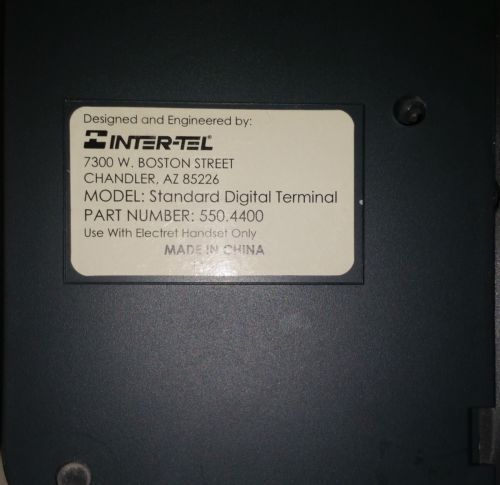 Designed and Engineered by:
INTER-TEL®
7300 W. BOSTON STREET
CHANDLER, AZ 85226
MODEL: Standard Digital Terminal
PART NUMBER: 550.4400
Use With Electret Handset Only
MADE IN CHINA